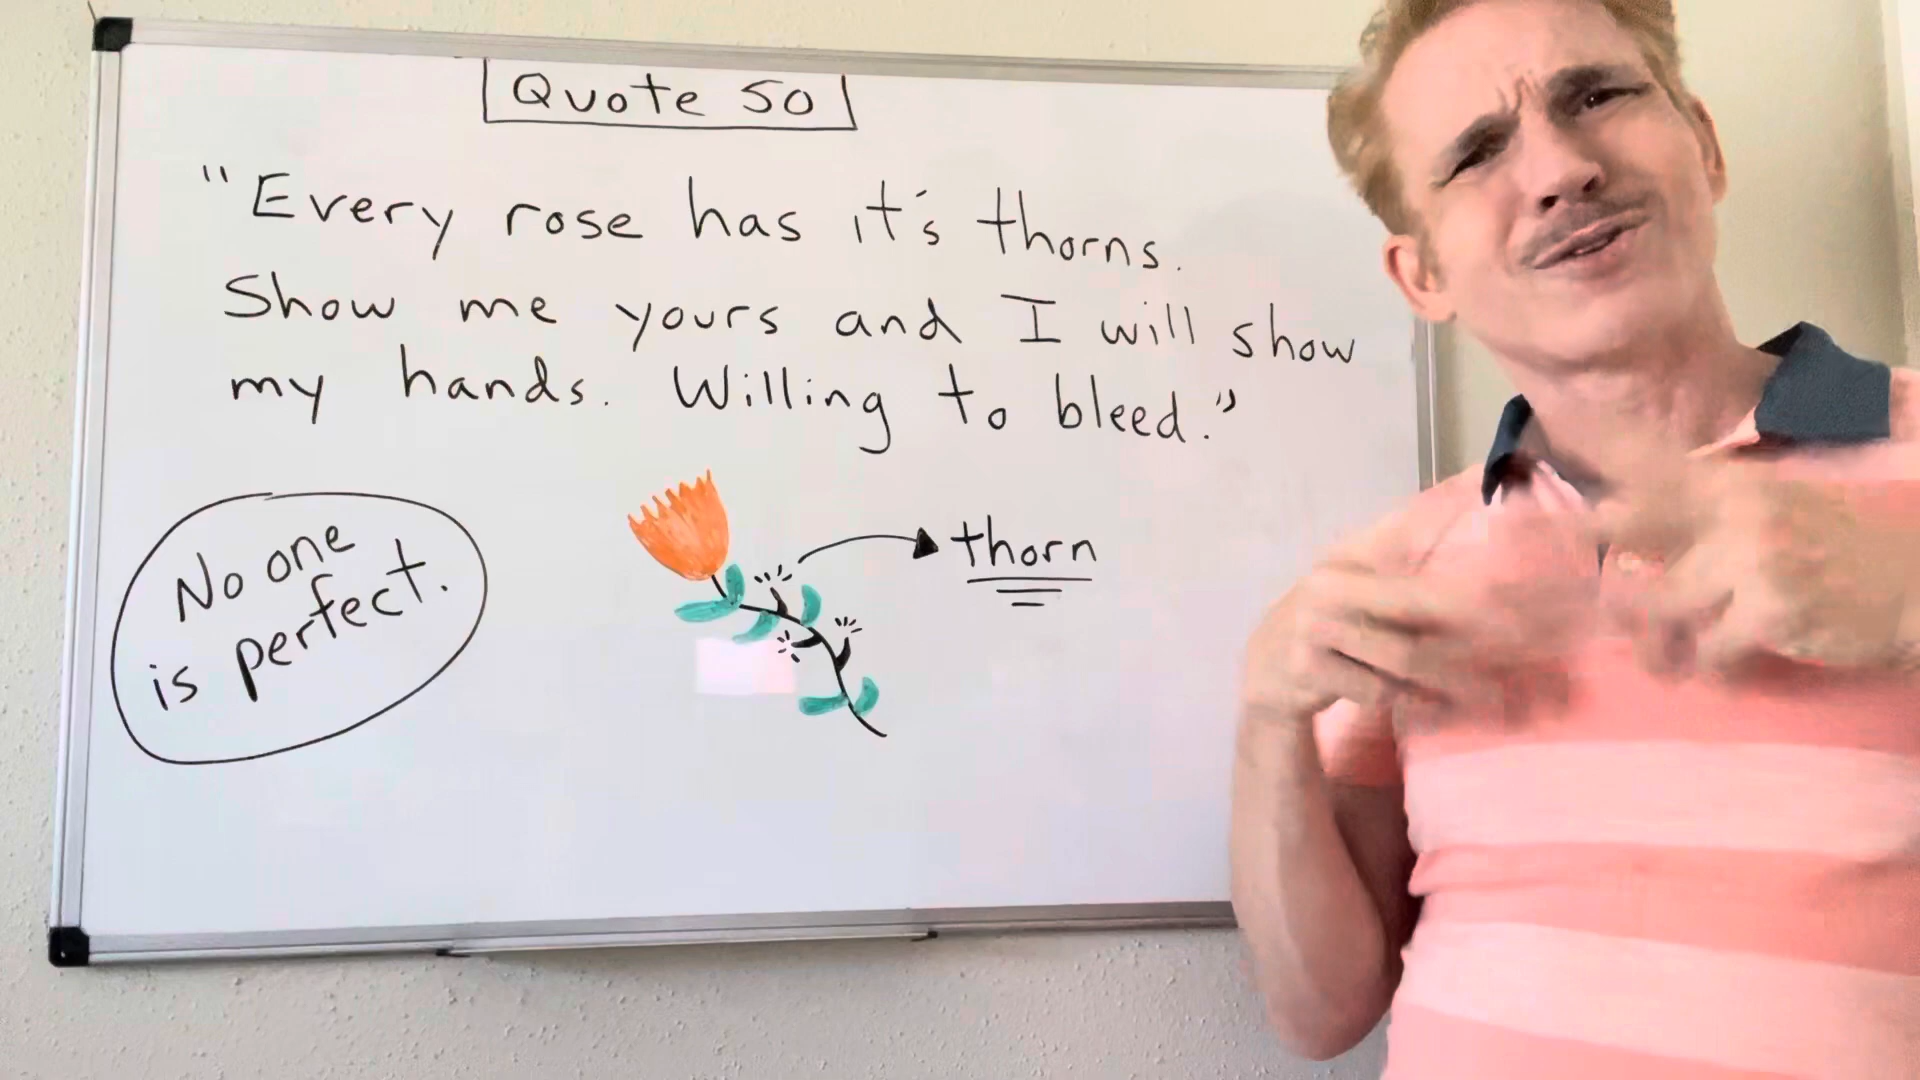 Quote 50
"Every rose has it's thorns.
Show me yours and I will show
my hands. Willing to bleed."
No one
is perfect.
thorn